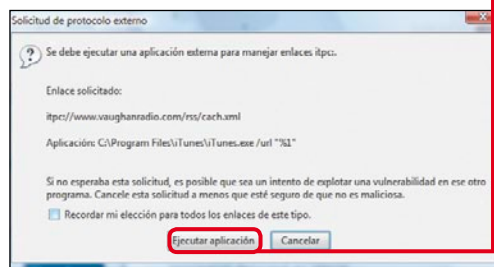 Solicitud de protocolo externo
Se debe ejecutar una aplicación externa para manejar enlaces itpc:.
Enlace solicitado:
itpc://www.vaughanradio.com/rss/cach.xml
Aplicación: C:\Program Files\iTunes\iTunes.exe /url "%1"
Si no esperaba esta solicitud, es posible que sea un intento de explotar una vulnerabilidad en ese otro
programa. Cancele esta solicitud a menos que esté seguro de que no es maliciosa.
Recordar mi elección para todos los enlaces de este tipo.
Ejecutar aplicación Cancelar